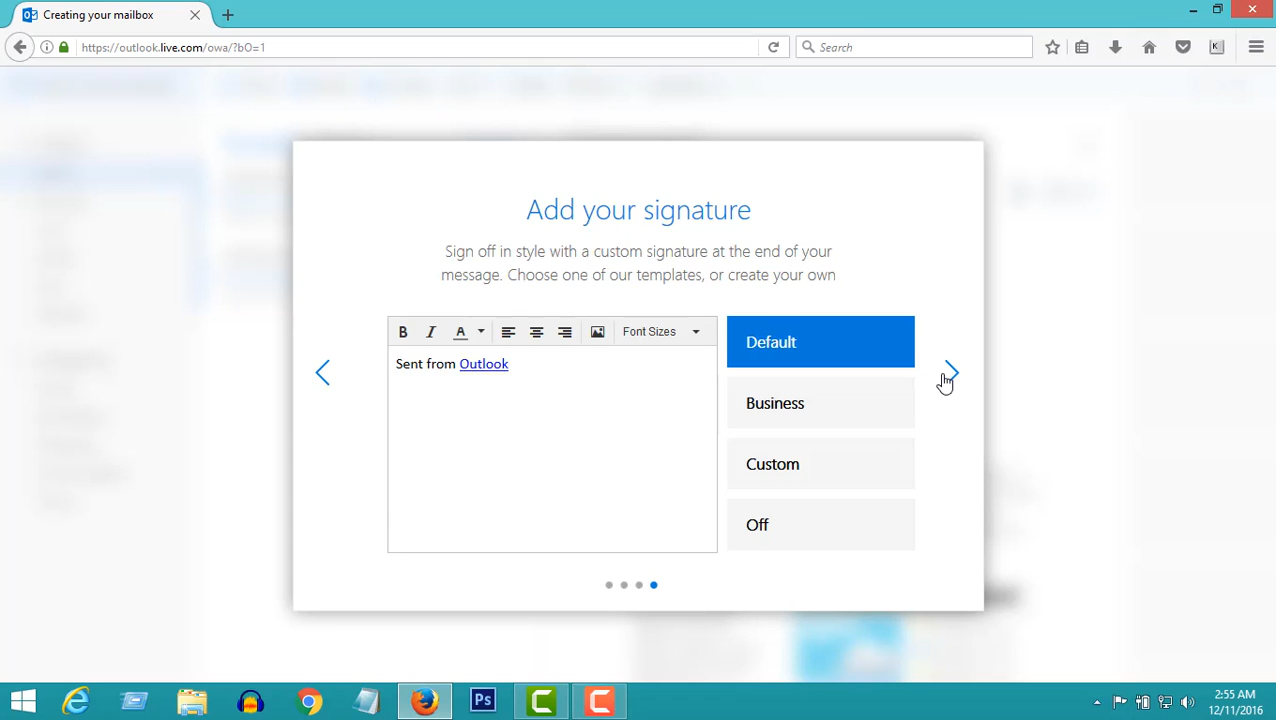 Creating your mailbox
https://outlook.live.com/owa/?bO=1
Search
Add your signature
Sign off in style with a custom signature at the end of your
message. Choose one of our templates, or create your own
B I A Font Sizes
Sent from Outlook
Default
Business
Custom
Off
Ps
2:55 AM
12/11/2016